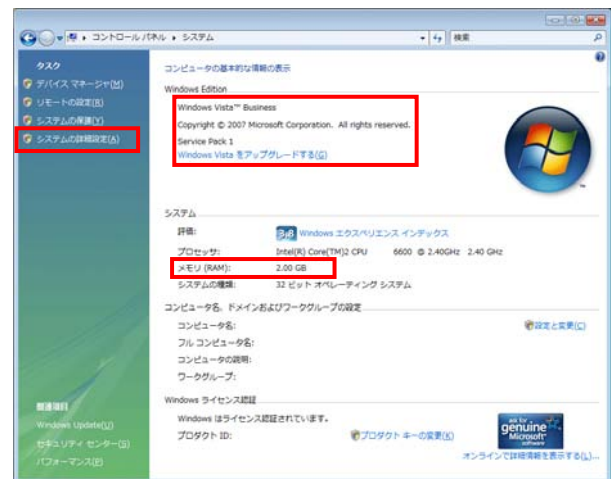 コントロール パネル ▸ システム
検索
タスク
デバイス マネージャ(M)
リモートの設定(R)
システムの保護(Y)
システムの詳細設定(A)
コンピュータの基本的な情報の表示
Windows Edition
Windows Vista™ Business
Copyright © 2007 Microsoft Corporation. All rights reserved.
Service Pack 1
Windows Vista をアップグレードする(G)
システム
評価:
Windows エクスペリエンス インデックス
プロセッサ: Intel(R) Core(TM)2 CPU 6600 @ 2.40GHz 2.40 GHz
メモリ (RAM): 2.00 GB
システムの種類: 32 ビット オペレーティング システム
コンピュータ名、ドメインおよびワークグループの設定
コンピュータ名:
設定と変更(C)
フル コンピュータ名:
コンピュータの説明:
ワークグループ:
Windows ライセンス認証
Windows はライセンス認証されています。
プロダクト ID:
プロダクト キーの変更(K)
ask for
genuine
Microsoft
software
オンラインで詳細情報を表示する(L)...
関連項目
Windows Update(U)
セキュリティ センター(S)
パフォーマンス(P)